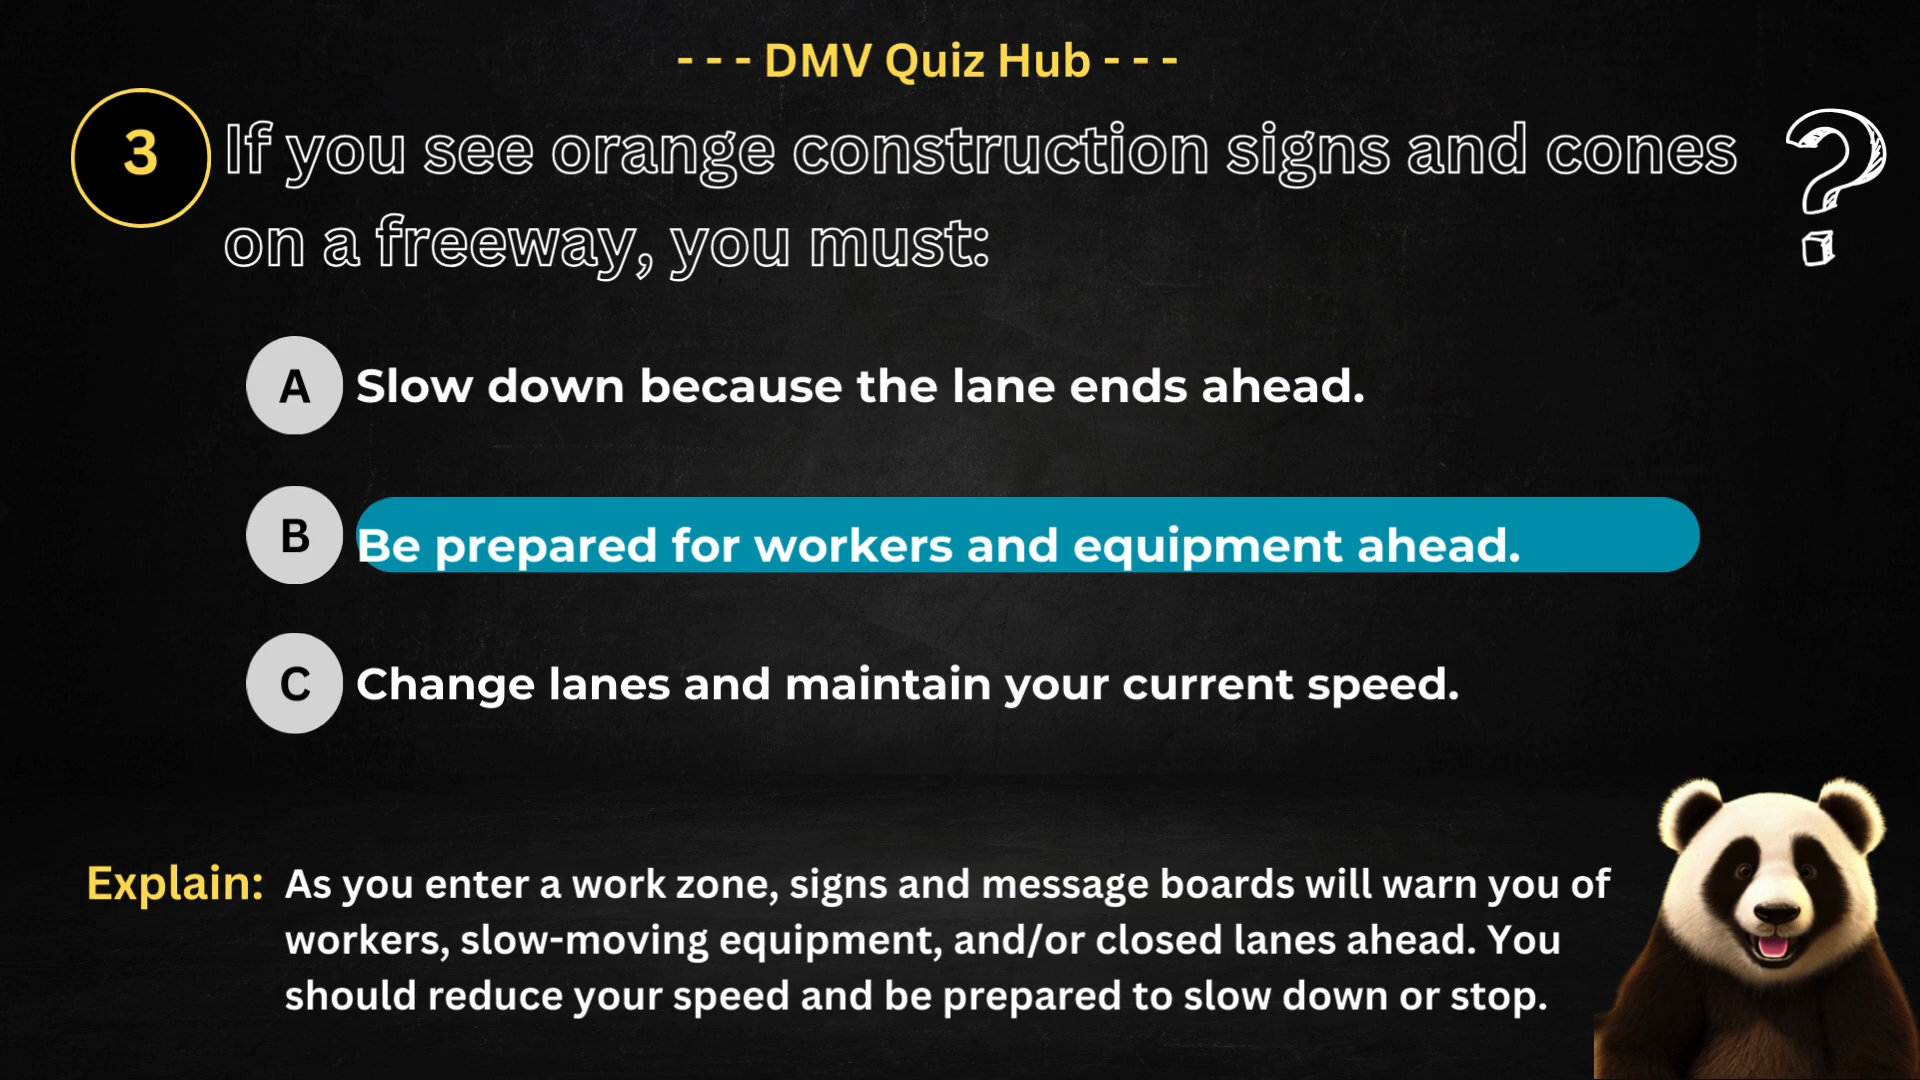 - - - DMV Quiz Hub - - -
3
If you see orange construction signs and cones
on a freeway, you must:
?
A Slow down because the lane ends ahead.
B Be prepared for workers and equipment ahead.
C Change lanes and maintain your current speed.
Explain: As you enter a work zone, signs and message boards will warn you of
workers, slow-moving equipment, and/or closed lanes ahead. You
should reduce your speed and be prepared to slow down or stop.